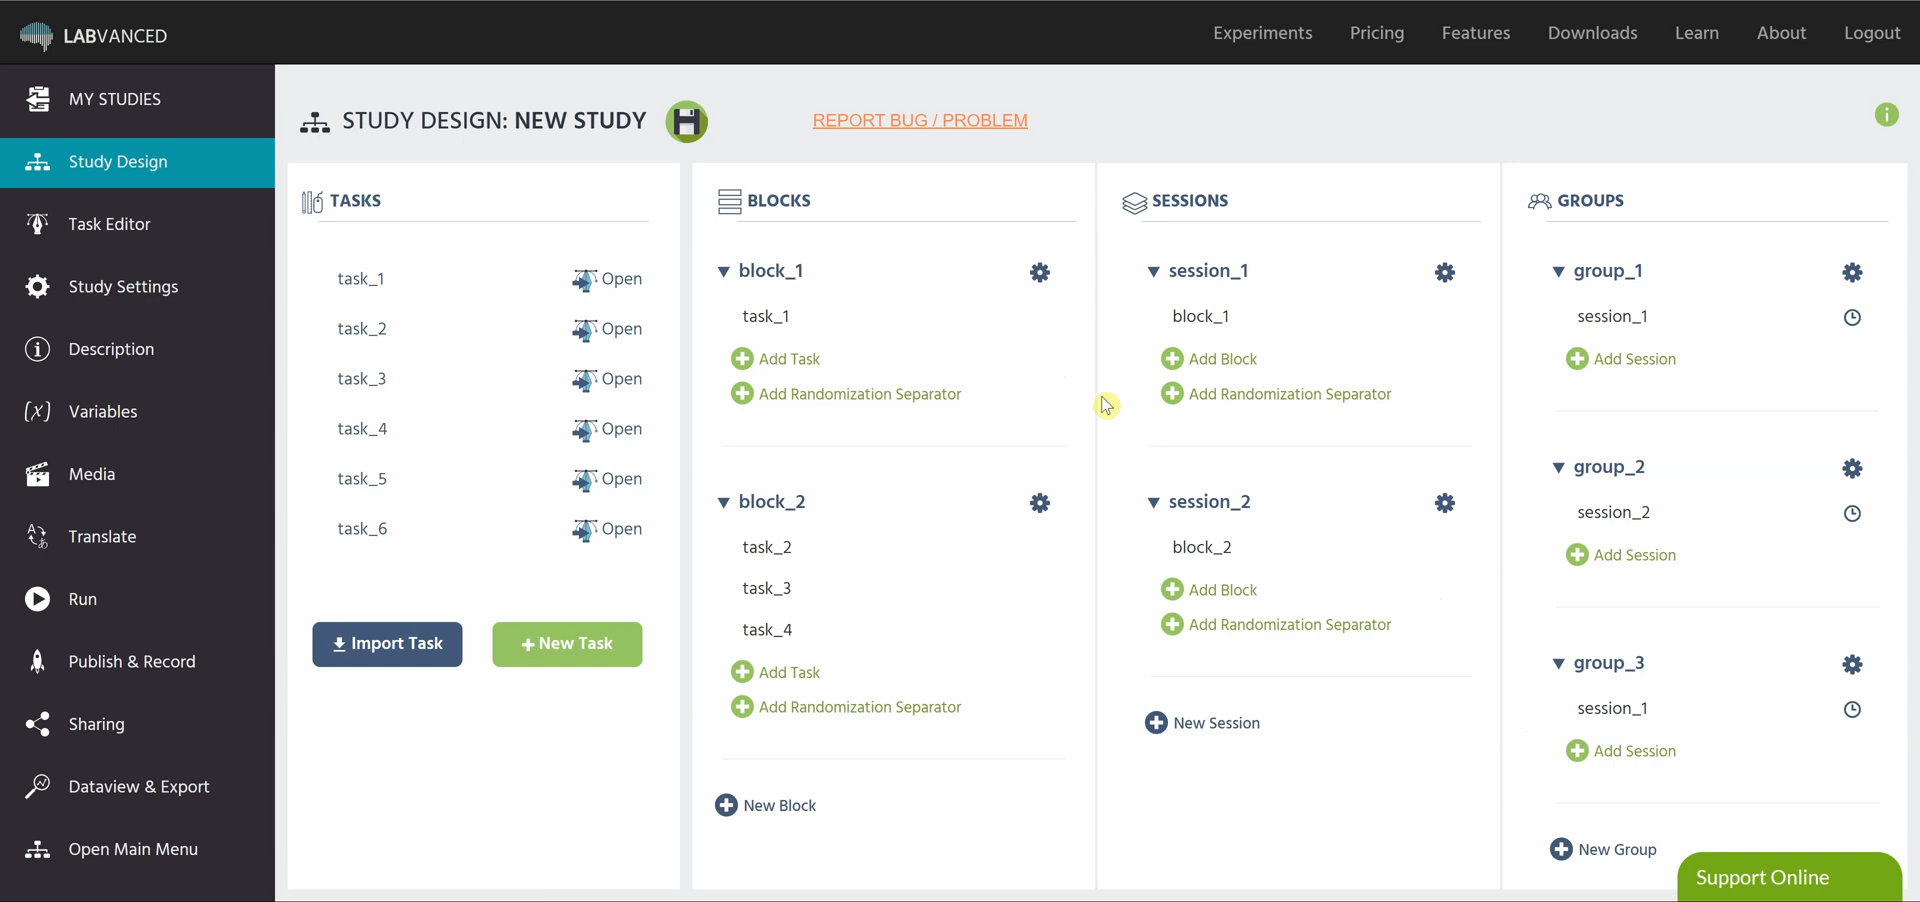 LABVANCED
Experiments Pricing Features Downloads Learn About Logout
MY STUDIES
Study Design
Task Editor
Study Settings
Description
(x) Variables
Media
Translate
Run
Publish & Record
Sharing
Dataview & Export
Open Main Menu
STUDY DESIGN: NEW STUDY
REPORT BUG / PROBLEM
i
TASKS
task_1 Open
task_2 Open
task_3 Open
task_4 Open
task_5 Open
task_6 Open
Import Task
+ New Task
BLOCKS
block_1
task_1
Add Task
Add Randomization Separator
block_2
task_2
task_3
task_4
Add Task
Add Randomization Separator
New Block
SESSIONS
session_1
block_1
Add Block
Add Randomization Separator
session_2
block_2
Add Block
Add Randomization Separator
New Session
GROUPS
group_1
session_1
Add Session
group_2
session_2
Add Session
group_3
session_1
Add Session
New Group
Support Online